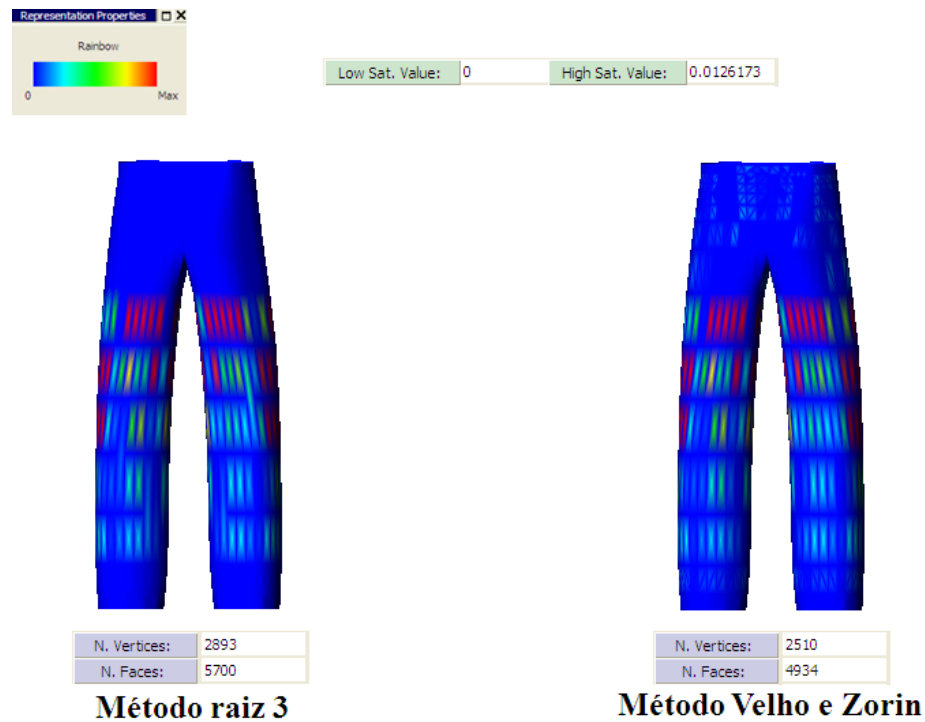 Representation Properties
Rainbow
0 Max
Low Sat. Value: 0 High Sat. Value: 0.0126173
N. Vertices: 2893
N. Faces: 5700
Método raiz 3
N. Vertices: 2510
N. Faces: 4934
Método Velho e Zorin